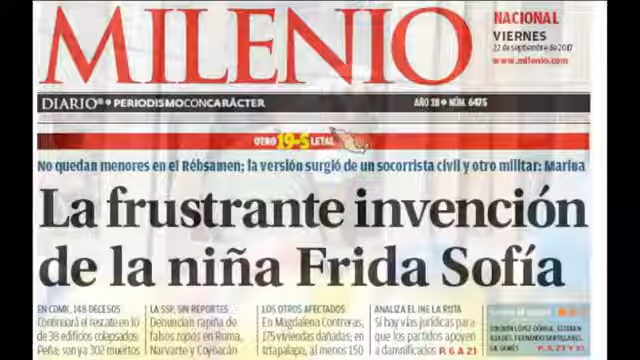 MILENIO
NACIONAL
VIERNES
22 de septiembre de 2017
www.milenio.com
DIARIO® • PERIODISMO CON CARÁCTER
AÑO 28 • NÚM. 6475
OTRO 19-S LETAL
No quedan menores en el Rébsamen; la versión surgió de un socorrista civil y otro militar: Marina
La frustrante invención
de la niña Frida Sofía
EN CDMX, 148 DECESOS
Continuará el rescate en 10
de 38 edificios colapsados:
Peña; son ya 302 muertos
LA SSP, SIN REPORTES
Denuncian rapiña de
falsos topos en Roma,
Narvarte y Coyoacán
LOS OTROS AFECTADOS
En Magdalena Contreras,
175 viviendas dañadas; en
Iztapalapa, al menos 150
ANALIZA EL INE LA RUTA
Sí hay vías jurídicas para
que los partidos apoyen
a damnificados P. 6 A 21